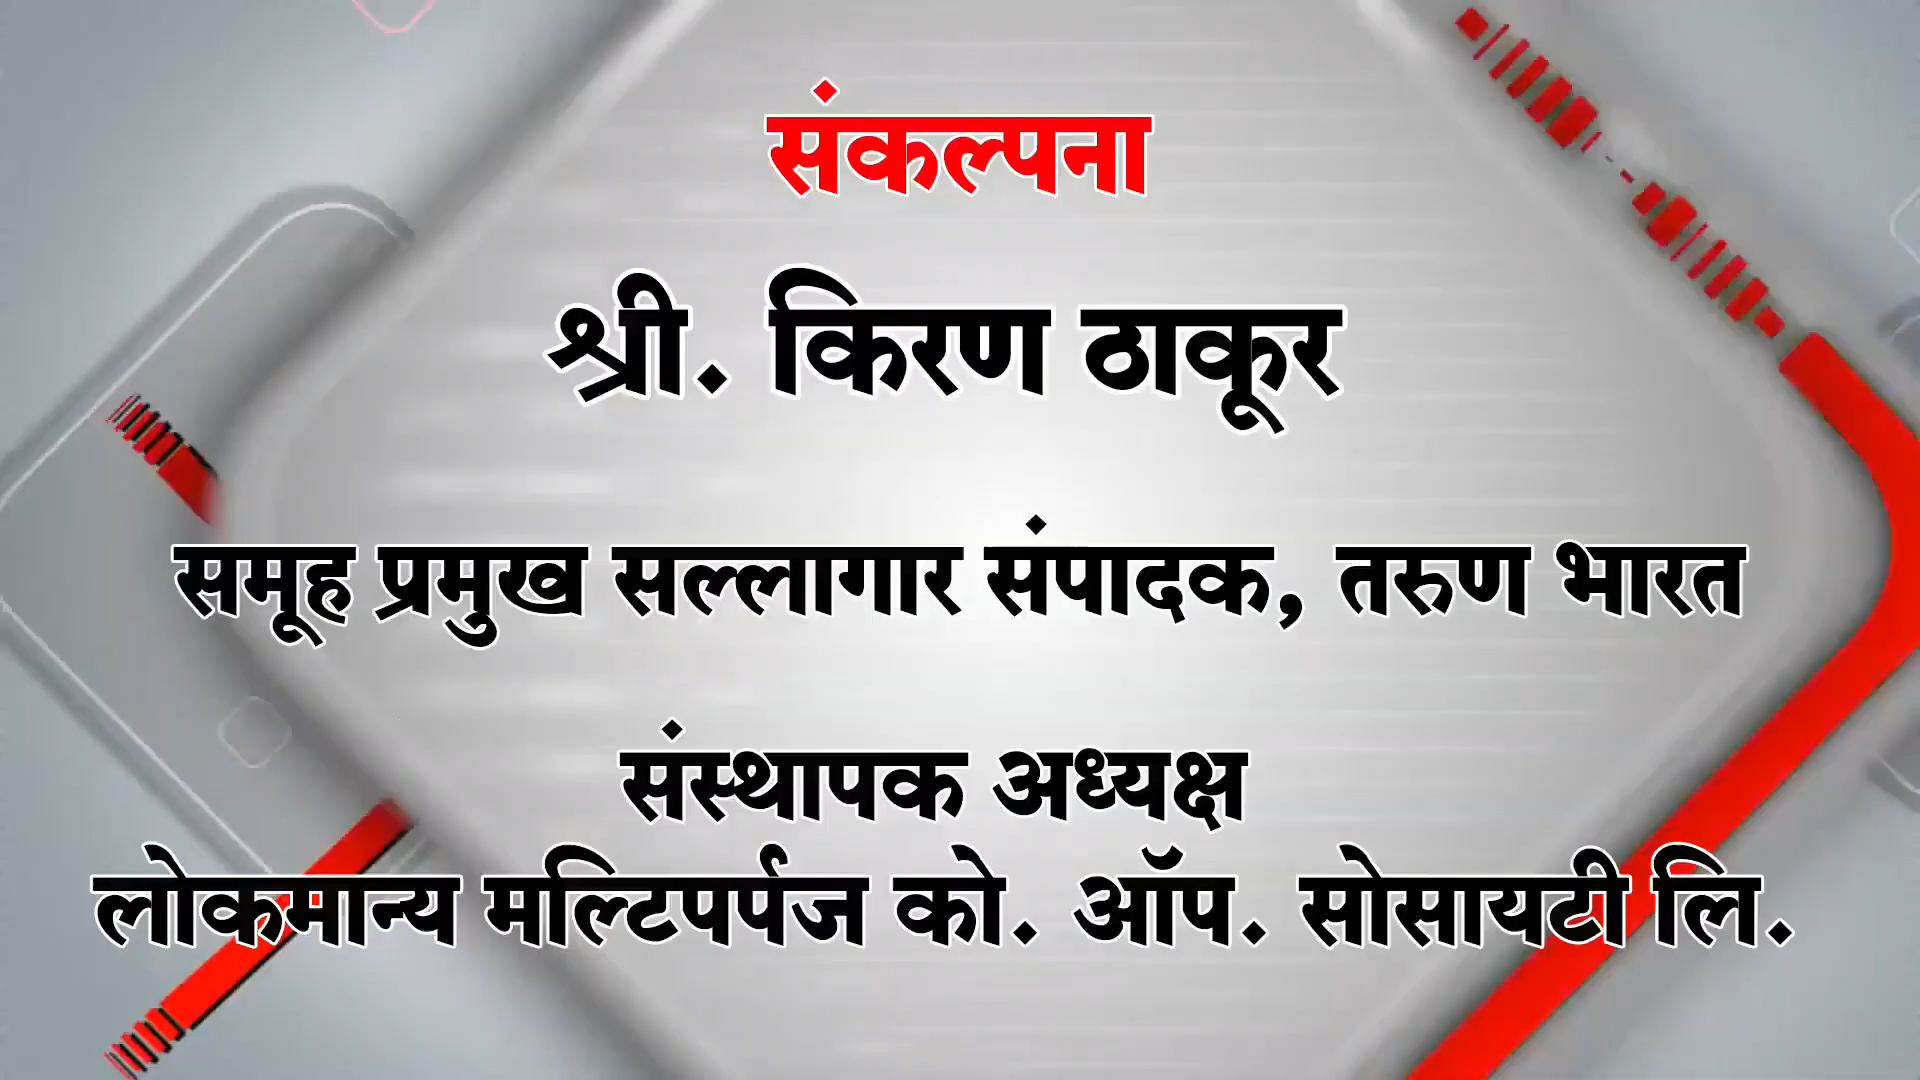 संकल्पना
श्री. किरण ठाकूर
समूह प्रमुख सल्लागार संपादक, तरुण भारत
संस्थापक अध्यक्ष
लोकमान्य मल्टिपर्पज को. ऑप. सोसायटी लि.